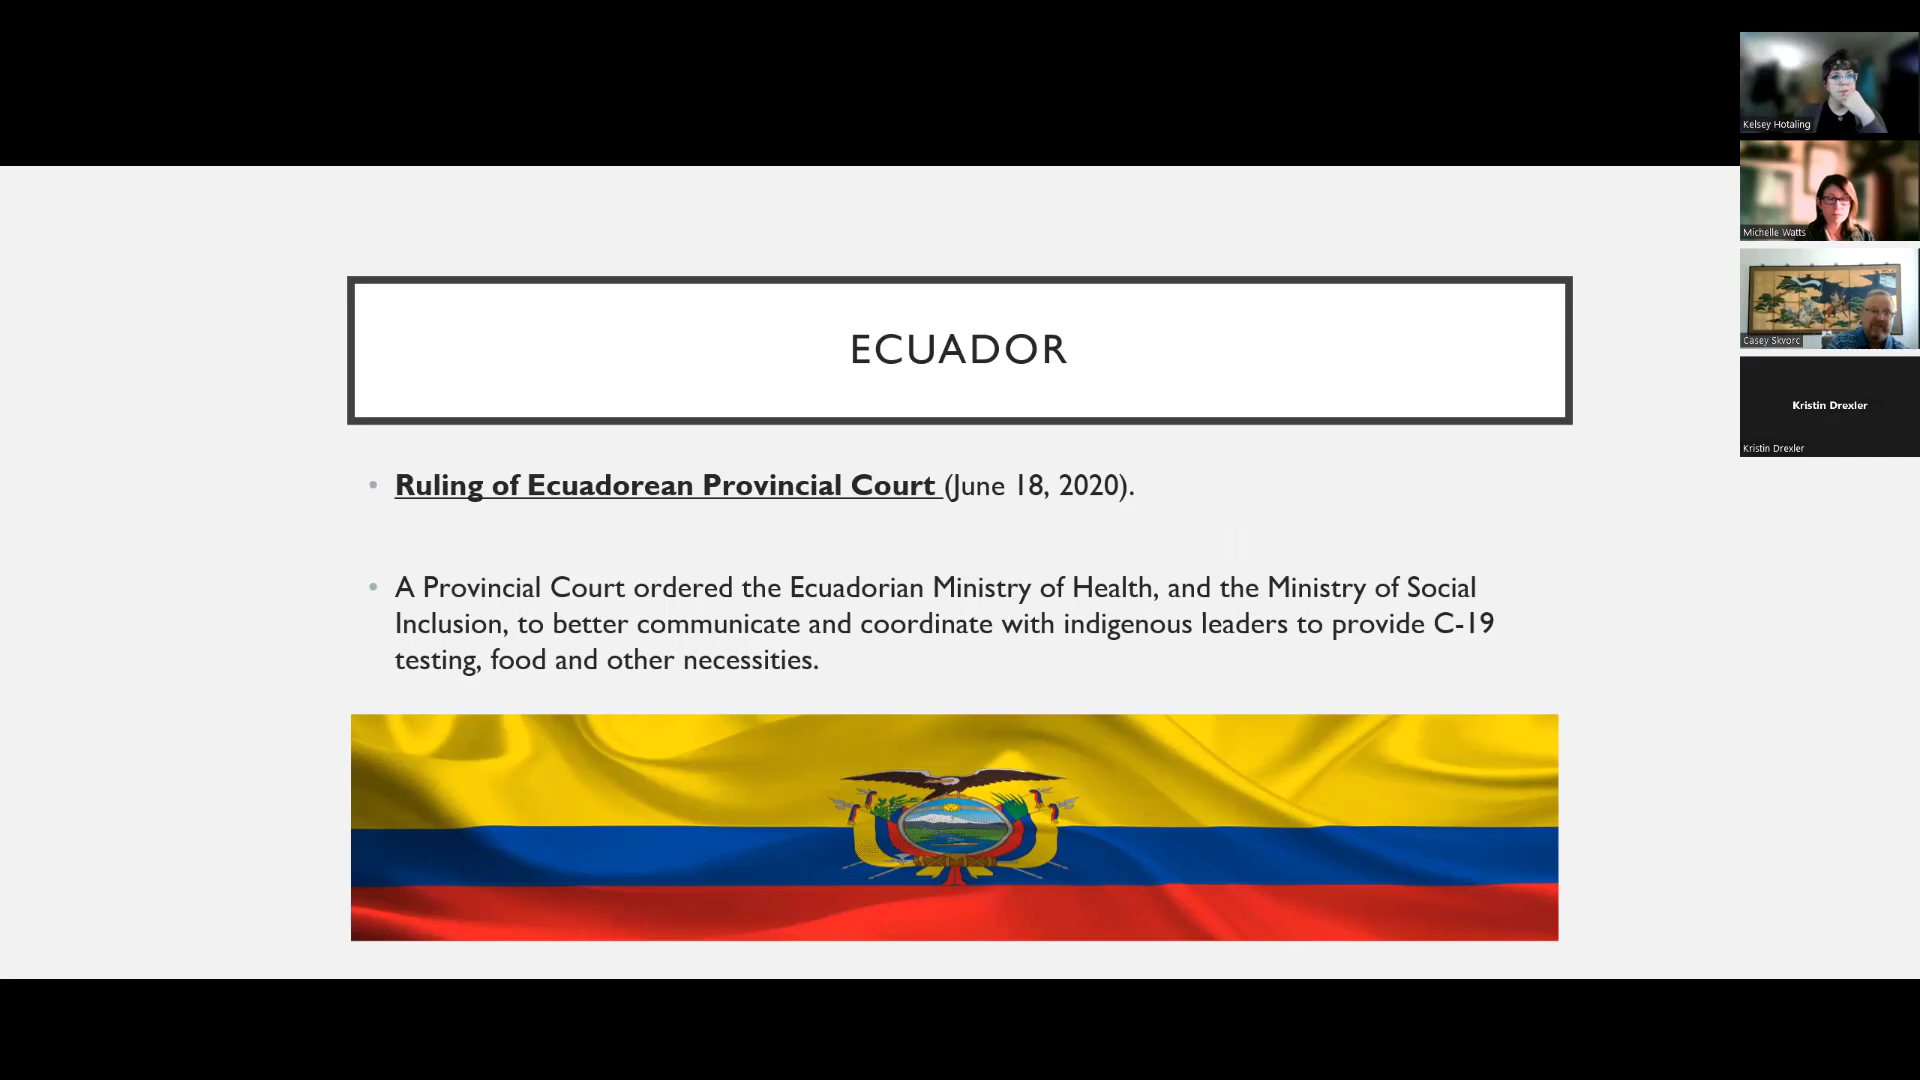 ECUADOR
• Ruling of Ecuadorean Provincial Court (June 18, 2020).
• A Provincial Court ordered the Ecuadorian Ministry of Health, and the Ministry of Social
Inclusion, to better communicate and coordinate with indigenous leaders to provide C-19
testing, food and other necessities.
Kelsey Hotaling
Michelle Watts
Casey Skvorc
Kristin Drexler
Kristin Drexler